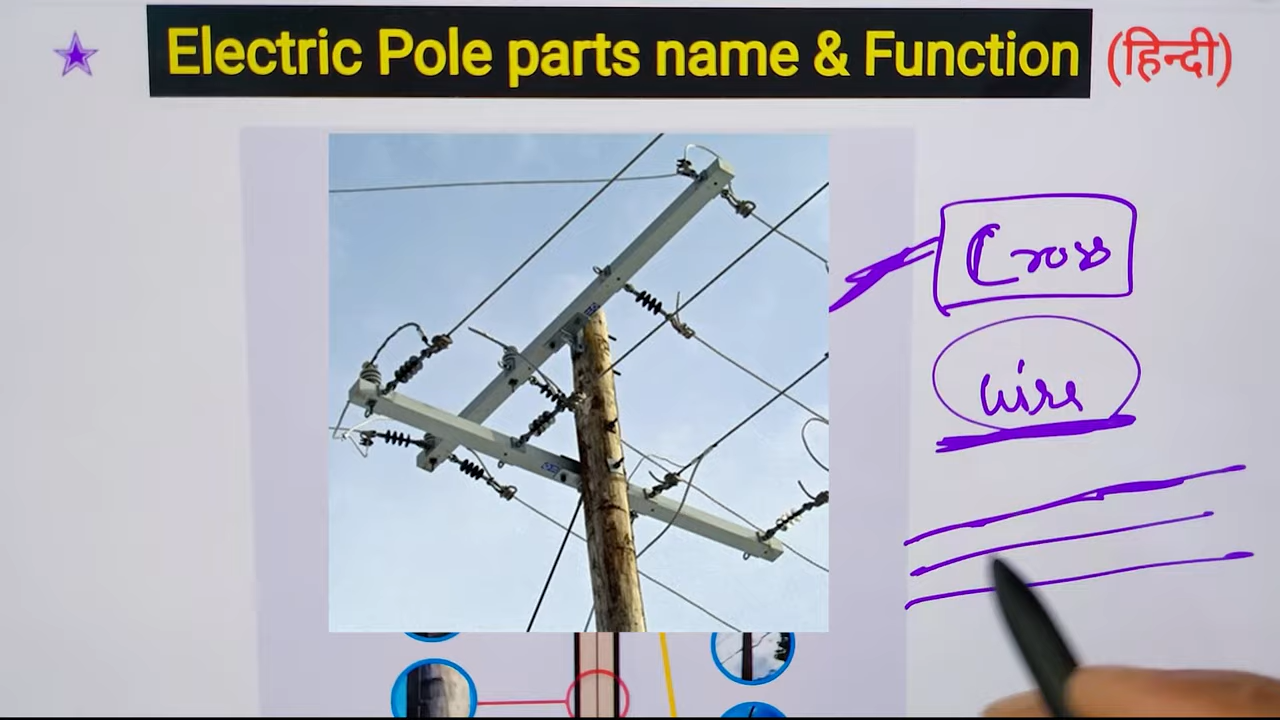 Electric Pole parts name & Function (हिन्दी)
Cross
wire